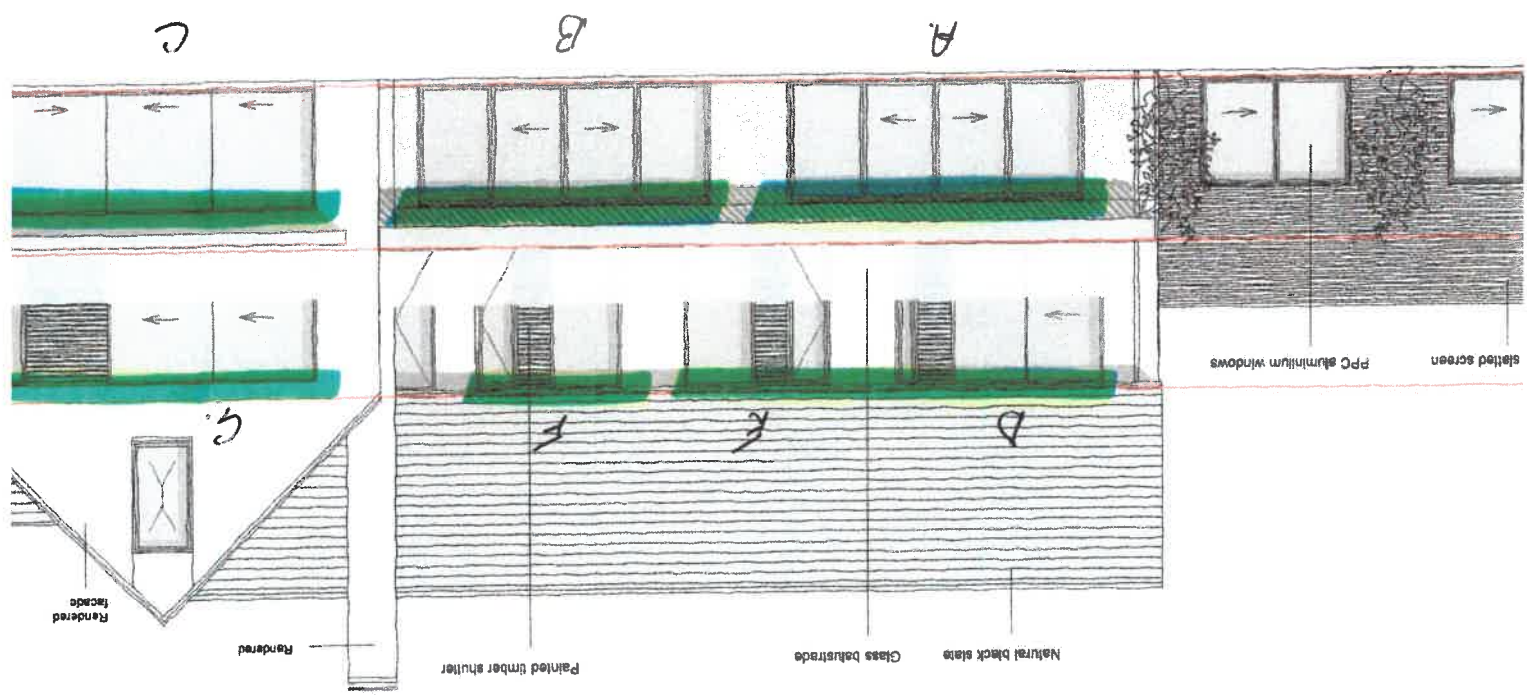 Natural black slate
Glass balustrade
Painted timber shutter
Rendered
Rendered
facade
D
E
F
G.
slatted screen
PPC aluminium windows
A.
B
C